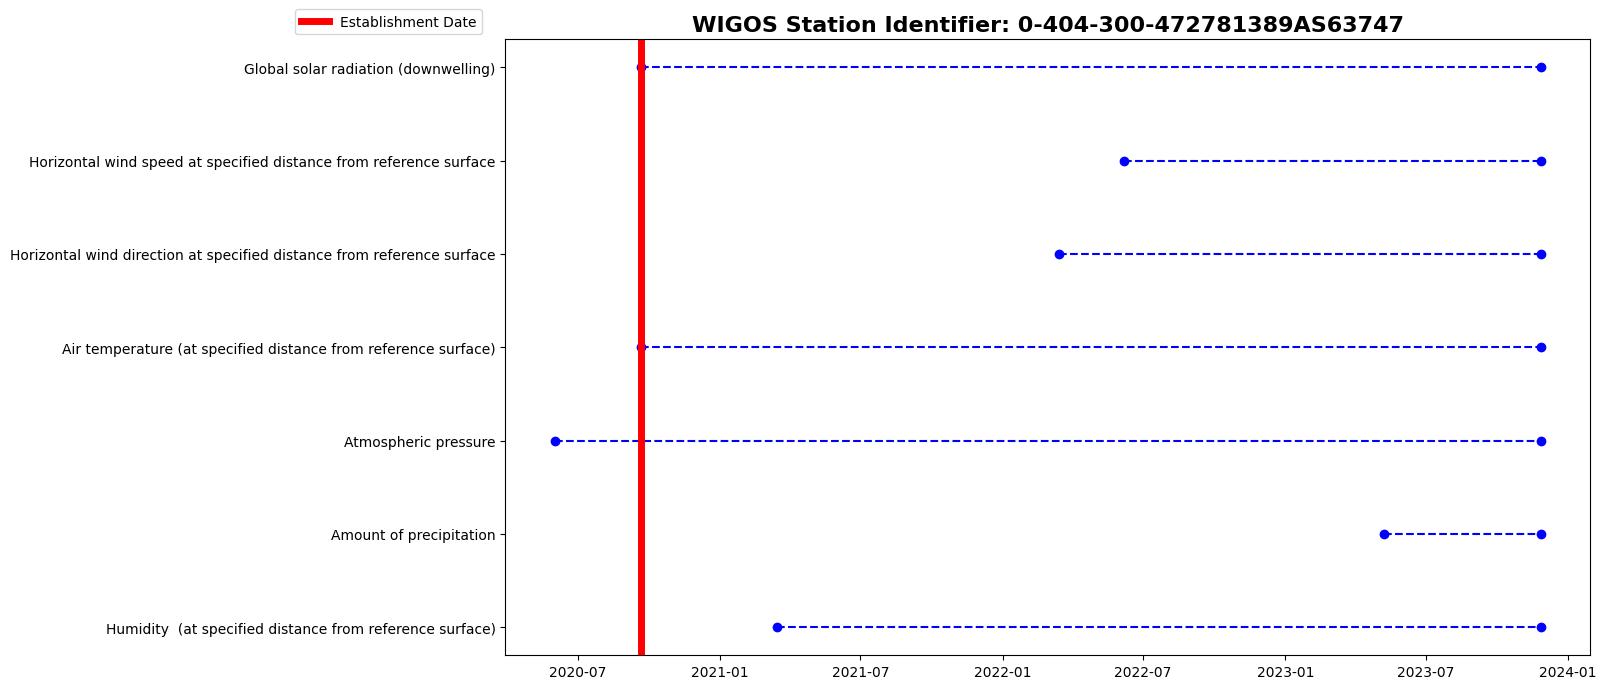 Establishment Date
WIGOS Station Identifier: 0-404-300-472781389AS63747
Global solar radiation (downwelling)
Horizontal wind speed at specified distance from reference surface
Horizontal wind direction at specified distance from reference surface
Air temperature (at specified distance from reference surface)
Atmospheric pressure
Amount of precipitation
Humidity  (at specified distance from reference surface)
2020-07 2021-01 2021-07 2022-01 2022-07 2023-01 2023-07 2024-01